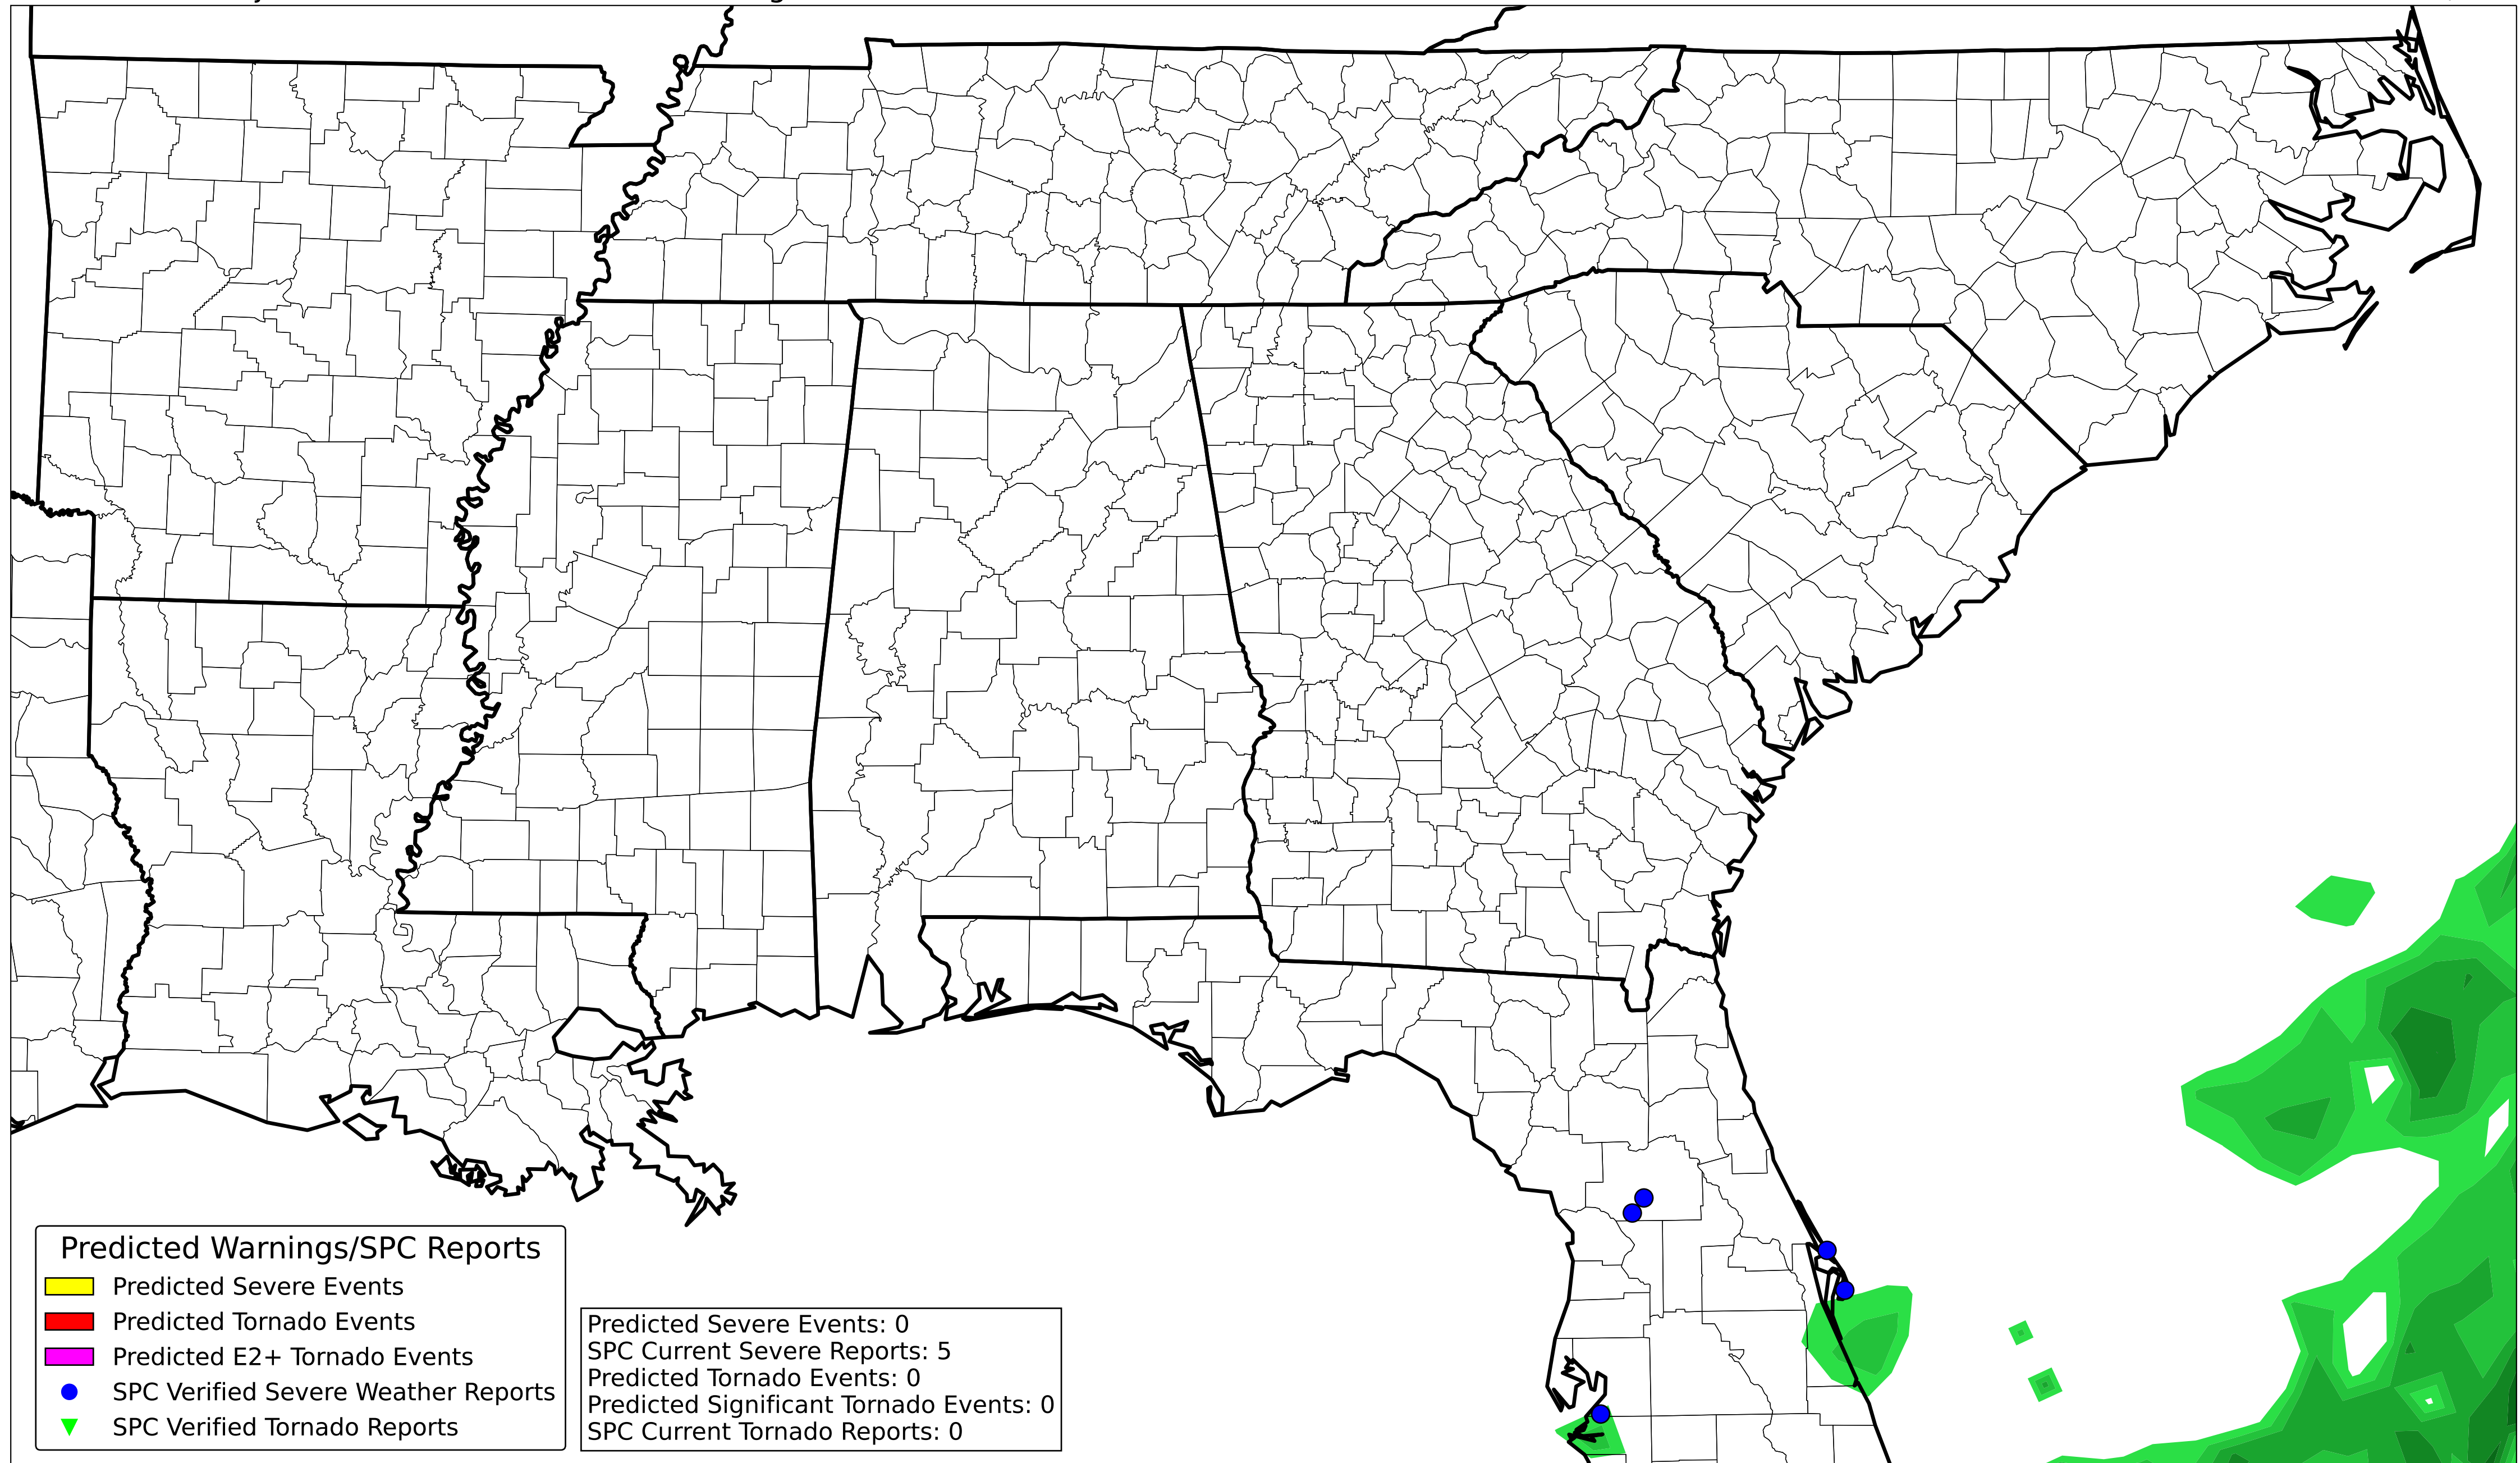 Predicted Warnings/SPC Reports
Predicted Severe Events
Predicted Tornado Events
Predicted E2+ Tornado Events
SPC Verified Severe Weather Reports
SPC Verified Tornado Reports
Predicted Severe Events: 0
SPC Current Severe Reports: 5
Predicted Tornado Events: 0
Predicted Significant Tornado Events: 0
SPC Current Tornado Reports: 0